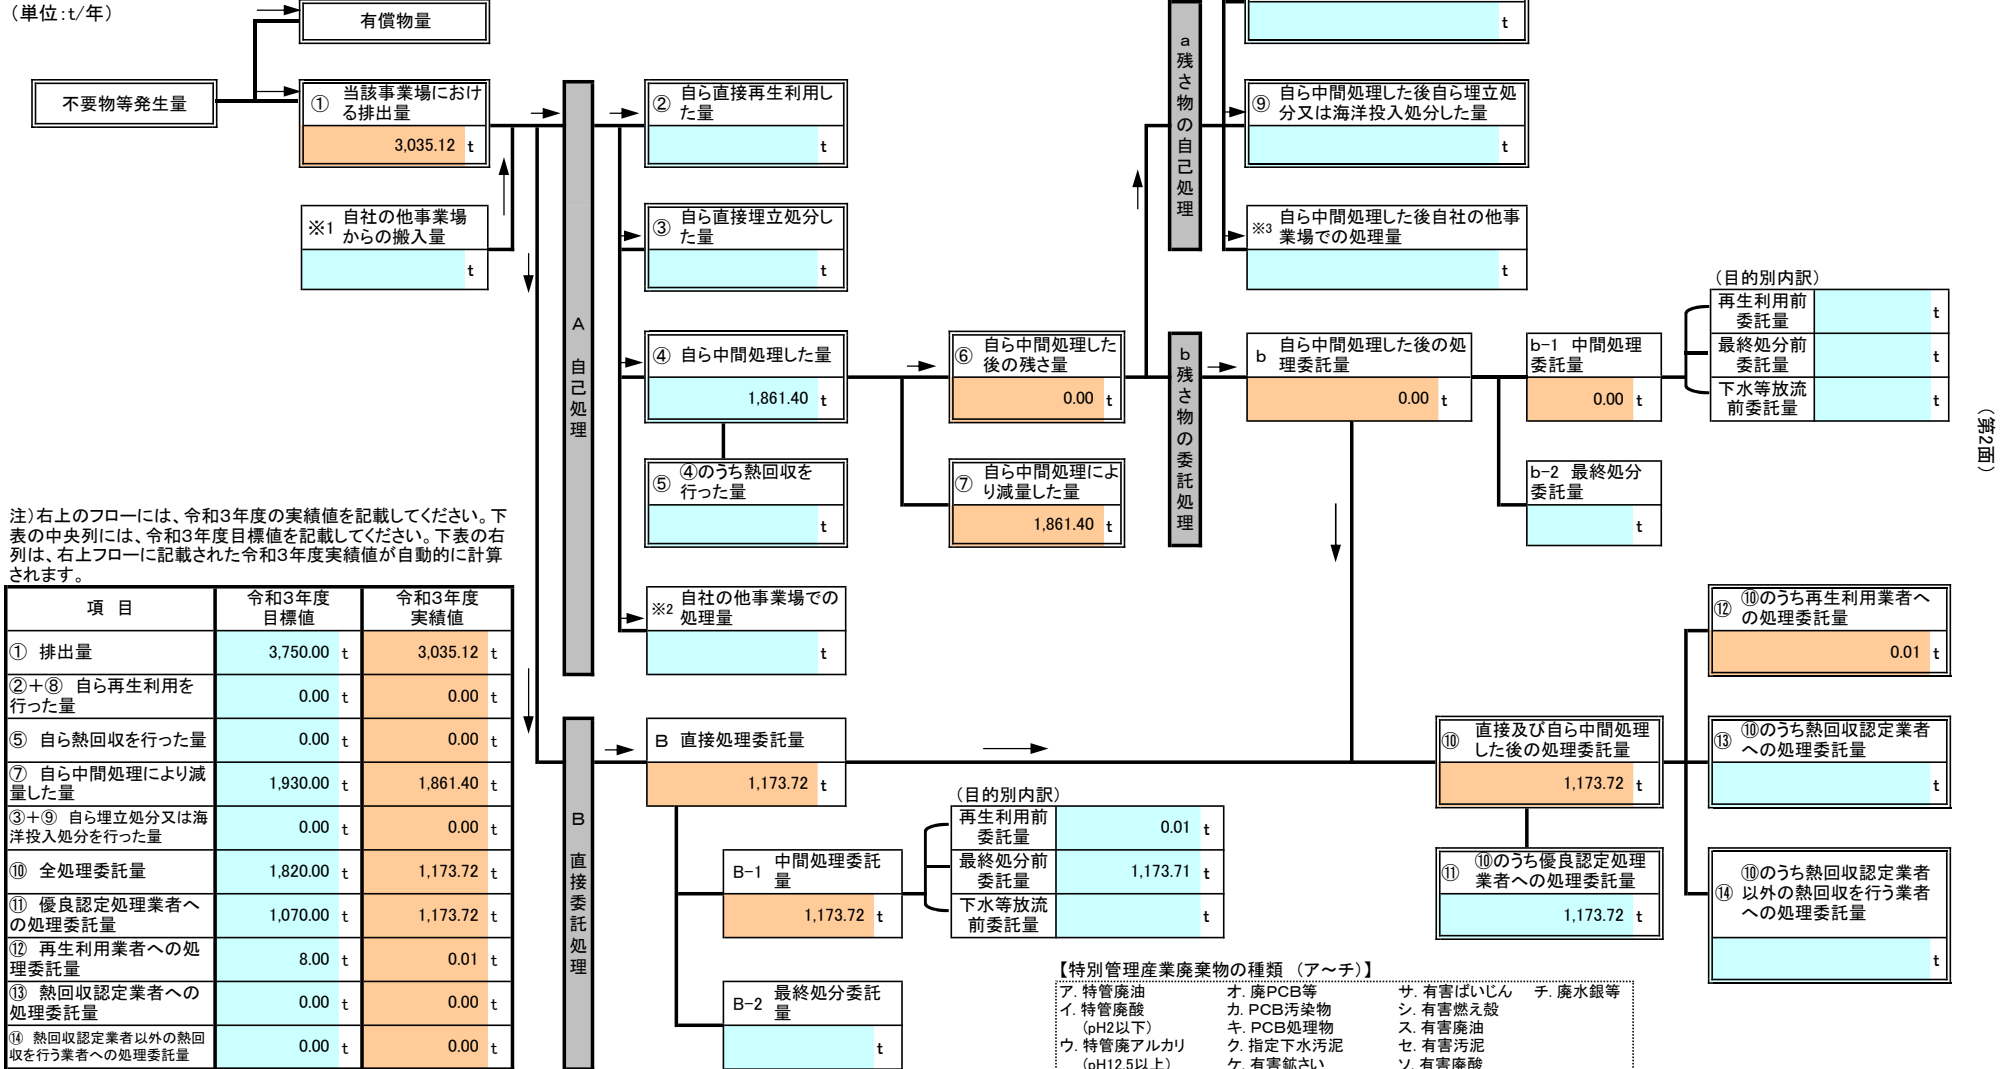 （単位：t/年）
有償物量
不要物等発生量
① 当該事業場におけ
る排出量
3,035.12 t
※1 自社の他事業場
からの搬入量
t
A 自己処理
② 自ら直接再生利用し
た量
t
③ 自ら直接埋立処分し
た量
t
④ 自ら中間処理した量
1,861.40 t
⑤ ④のうち熱回収を
行った量
t
※2 自社の他事業場での
処理量
t
⑥ 自ら中間処理した
後の残さ量
0.00 t
⑦ 自ら中間処理によ
り減量した量
1,861.40 t
a 残さ物の自己処理
t
⑨ 自ら中間処理した後自ら埋立処
分又は海洋投入処分した量
t
※3 自ら中間処理した後自社の他事
業場での処理量
t
b 残さ物の委託処理
b 自ら中間処理した後の処
理委託量
0.00 t
b-1 中間処理
委託量
0.00 t
b-2 最終処分
委託量
t
（目的別内訳）
再生利用前
委託量
t
最終処分前
委託量
t
下水等放流
前委託量
t
（第2面）
注）右上のフローには、令和3年度の実績値を記載してください。下
表の中央列には、令和3年度目標値を記載してください。下表の右
列は、右上フローに記載された令和3年度実績値が自動的に計算
されます。
項 目 令和3年度
目標値 令和3年度
実績値
① 排出量 3,750.00 t 3,035.12 t
②＋⑧ 自ら再生利用を
行った量 0.00 t 0.00 t
⑤ 自ら熱回収を行った量 0.00 t 0.00 t
⑦ 自ら中間処理により減
量した量 1,930.00 t 1,861.40 t
③＋⑨ 自ら埋立処分又は海
洋投入処分を行った量 0.00 t 0.00 t
⑩ 全処理委託量 1,820.00 t 1,173.72 t
⑪ 優良認定処理業者へ
の処理委託量 1,070.00 t 1,173.72 t
⑫ 再生利用業者への処
理委託量 8.00 t 0.01 t
⑬ 熱回収認定業者への
処理委託量 0.00 t 0.00 t
⑭ 熱回収認定業者以外の熱回
収を行う業者への処理委託量 0.00 t 0.00 t
B 直接委託処理
B 直接処理委託量
1,173.72 t
B-1 中間処理委託
量
1,173.72 t
B-2 最終処分委託
量
t
（目的別内訳）
再生利用前
委託量
0.01 t
最終処分前
委託量
1,173.71 t
下水等放流
前委託量
t
⑩ 直接及び自ら中間処理
した後の処理委託量
1,173.72 t
⑪ ⑩のうち優良認定処理
業者への処理委託量
1,173.72 t
⑫ ⑩のうち再生利用業者へ
の処理委託量
0.01 t
⑬ ⑩のうち熱回収認定業者
への処理委託量
t
⑭ ⑩のうち熱回収認定業者
以外の熱回収を行う業者
への処理委託量
t
【特別管理産業廃棄物の種類 （ア～チ）】
ア. 特管廃油 オ. 廃PCB等 サ. 有害ばいじん チ. 廃水銀等
イ. 特管廃酸 カ. PCB汚染物 シ. 有害燃え殻
（pH2以下） キ. PCB処理物 ス. 有害廃油
ウ. 特管廃アルカリ ク. 指定下水汚泥 セ. 有害汚泥
（pH12.5以上） ケ. 有害鉱さい ソ. 有害廃酸